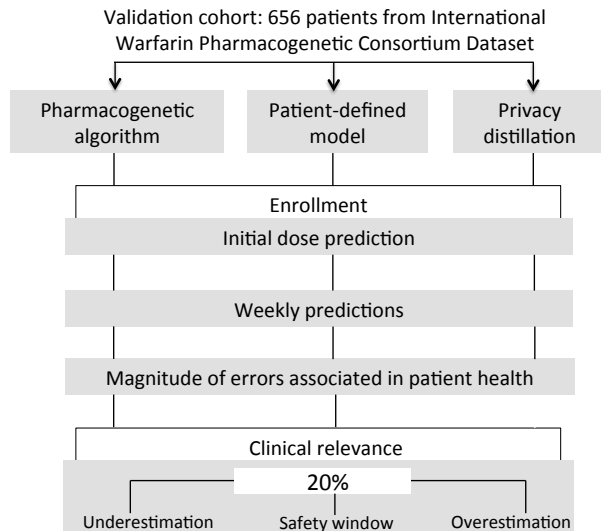 Validation cohort: 656 patients from International
Warfarin Pharmacogenetic Consortium Dataset
Pharmacogenetic
algorithm
Patient-defined
model
Privacy
distillation
Enrollment
Initial dose prediction
Weekly predictions
Magnitude of errors associated in patient health
Clinical relevance
20%
Underestimation
Safety window
Overestimation